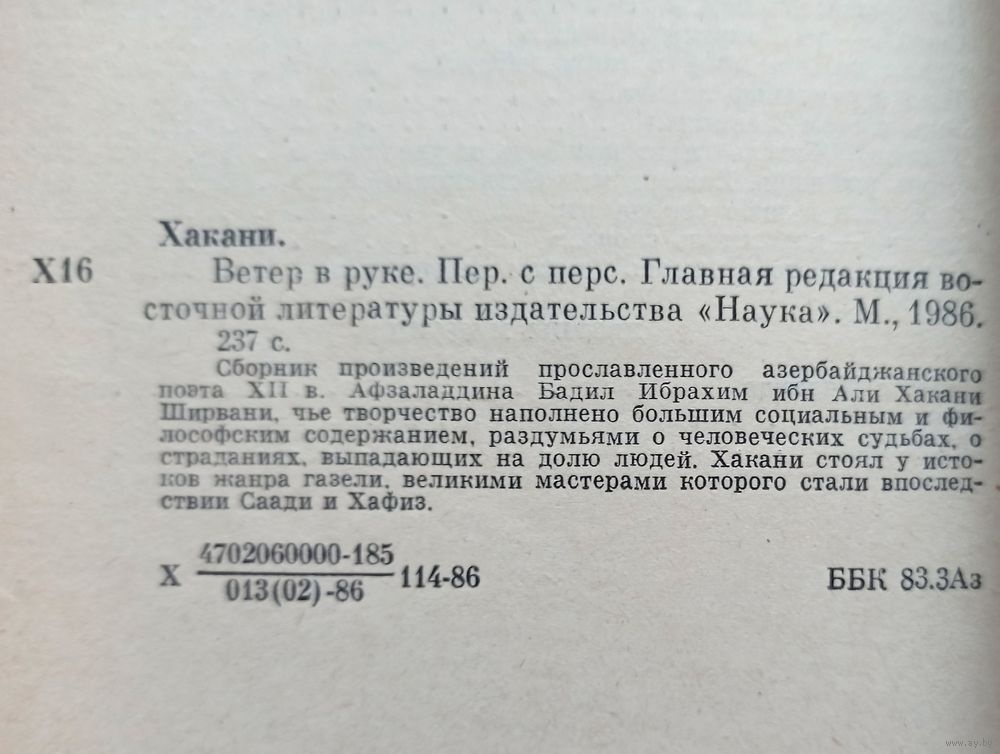 Хакани.
Х16
Ветер в руке. Пер. с перс. Главная редакция во-
сточной литературы издательства «Наука». М., 1986.
237 с.
Сборник произведений прославленного азербайджанского
поэта XII в. Афзаладдина Бадил Ибрахим ибн Али Хакани
Ширвани, чье творчество наполнено большим социальным и фи-
лософским содержанием, раздумьями о человеческих судьбах, о
страданиях, выпадающих на долю людей. Хакани стоял у исто-
ков жанра газели, великими мастерами которого стали впослед-
ствии Саади и Хафиз.
Х 4702060000-185
013(02)-86 114-86
ББК 83.3Аз
www.ay.by